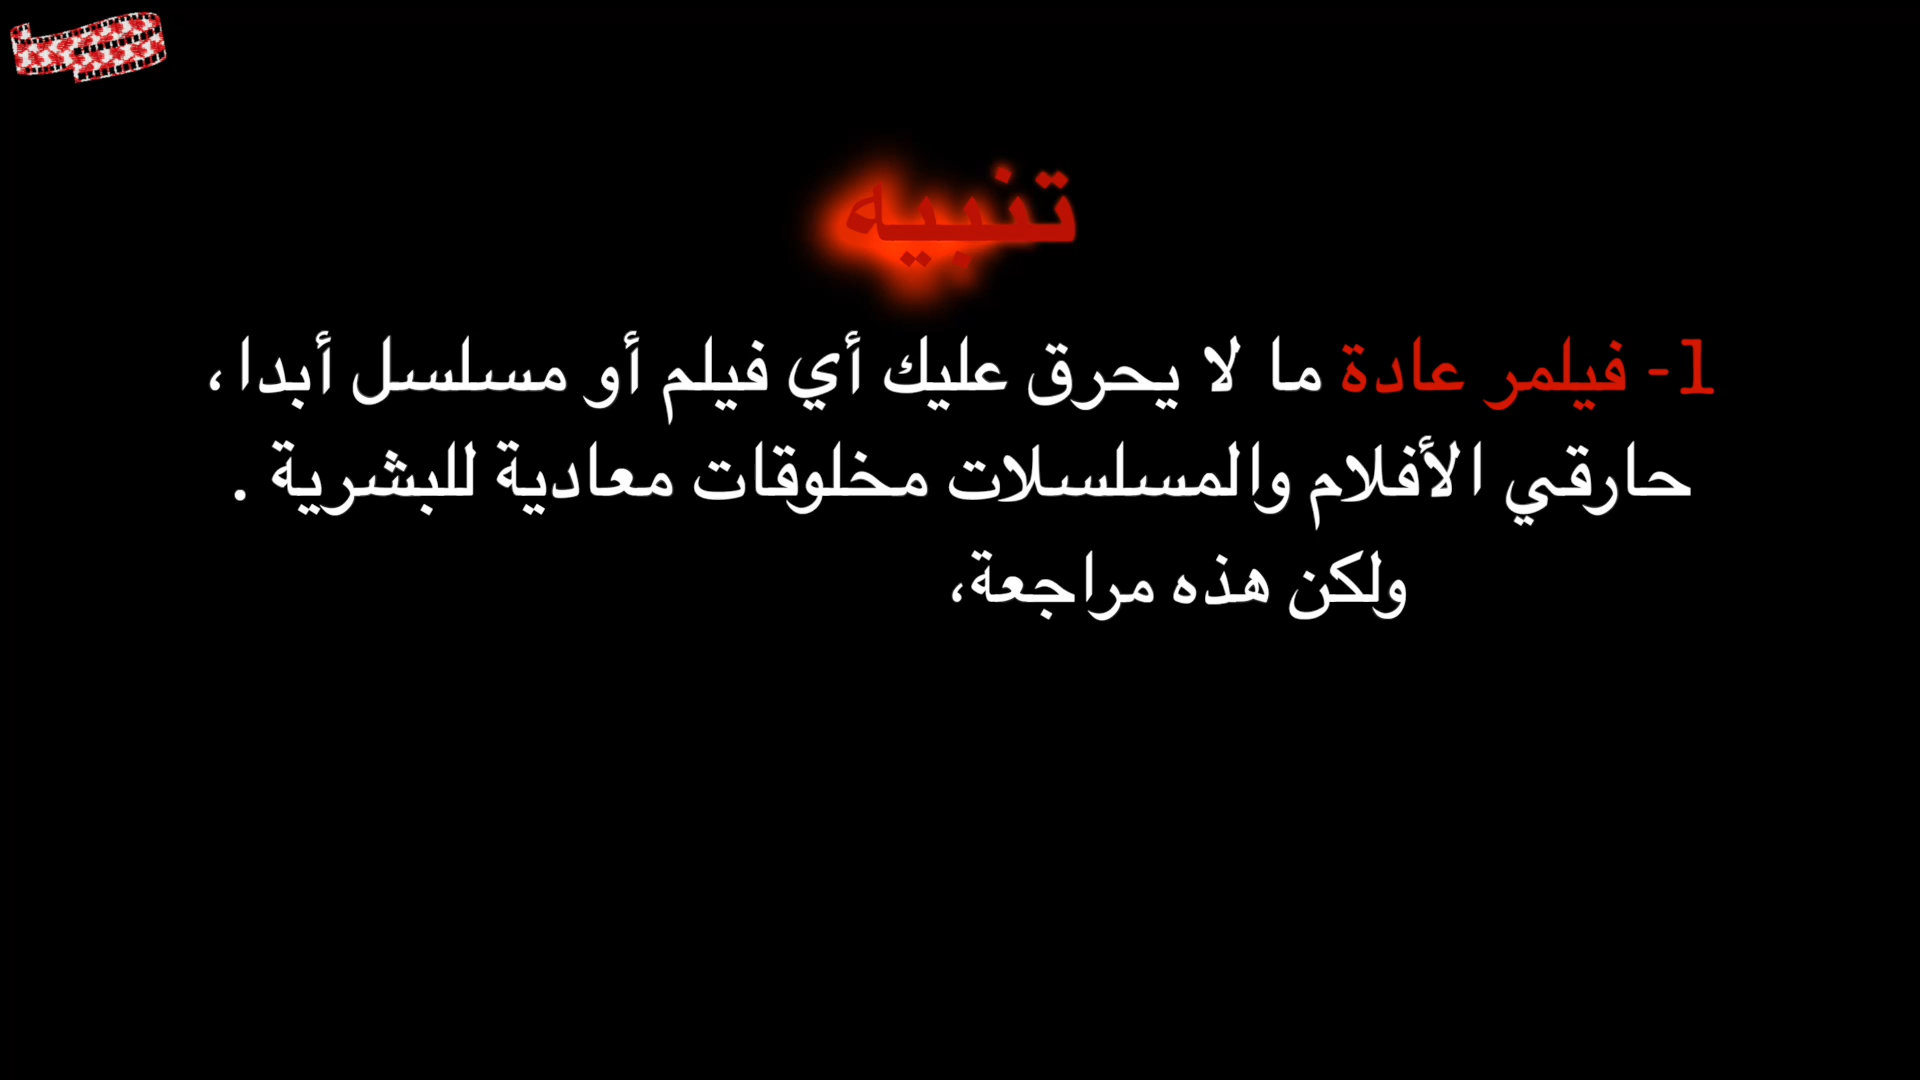 تنبيه
1- فيلمر عادة ما لا يحرق عليك أي فيلم أو مسلسل أبدا،
حارقي الأفلام والمسلسلات مخلوقات معادية للبشرية .
ولكن هذه مراجعة،